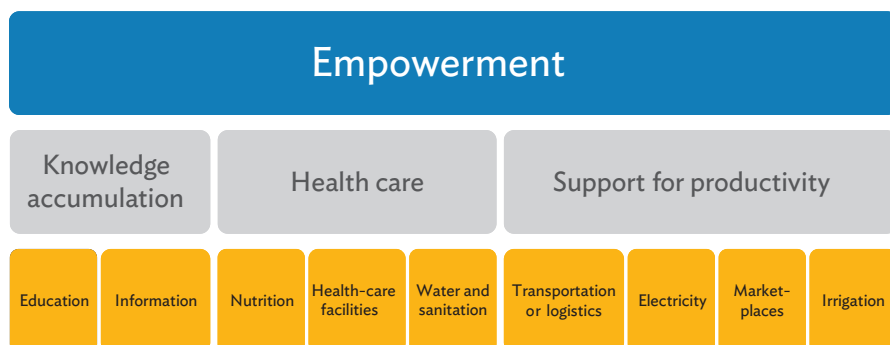 Empowerment
Knowledge
accumulation
Health care
Support for productivity
Education
Information
Nutrition
Health-care
facilities
Water and
sanitation
Transportation
or logistics
Electricity
Market-
places
Irrigation